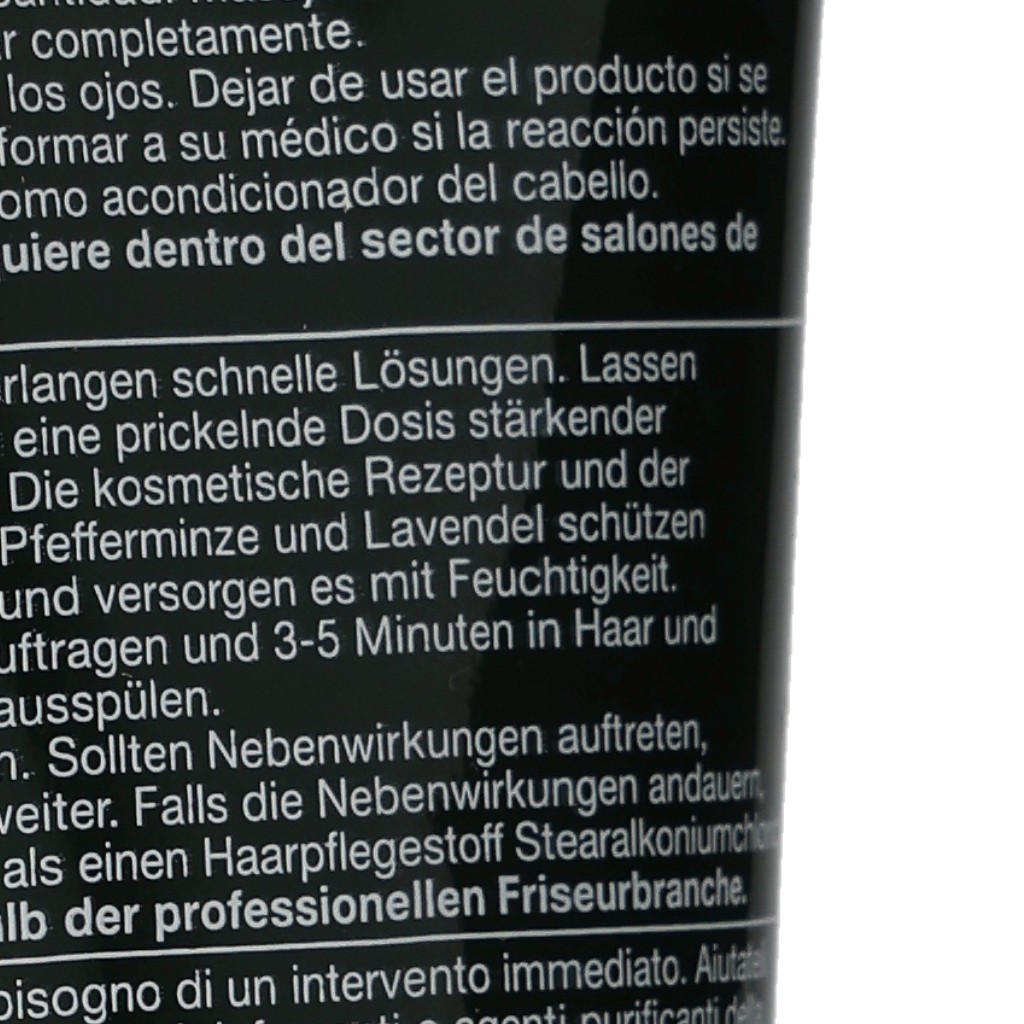 r completamente.
los ojos. Dejar de usar el producto si se
formar a su médico si la reacción persiste.
omo acondicionador del cabello.
uiere dentro del sector de salones de
rlangen schnelle Lösungen. Lassen
eine prickelnde Dosis stärkender
Die kosmetische Rezeptur und der
Pfefferminze und Lavendel schützen
und versorgen es mit Feuchtigkeit.
uftragen und 3-5 Minuten in Haar und
ausspülen.
n. Sollten Nebenwirkungen auftreten,
weiter. Falls die Nebenwirkungen andauern,
als einen Haarpflegestoff
lb der professionellen Friseurbranche.
bisogno di un intervento immediato.
agenti purificanti